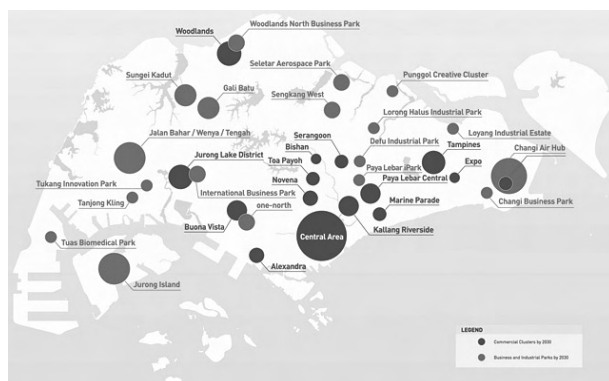 Woodlands North Business Park
Woodlands
Seletar Aerospace Park
Sungei Kadut
Punggol Creative Cluster
Gali Batu
Sengkang West
Lorong Halus Industrial Park
Jalan Bahar / Wenya / Tengah
Serangoon
Loyang Industrial Estate
Bishan
Defu Industrial Park
Tampines
Changi Air Hub
Jurong Lake District
Toa Payoh
Paya Lebar iPark
Expo
Tukang Innovation Park
International Business Park
Novena
Paya Lebar Central
Tanjong Kling
one-north
Marine Parade
Changi Business Park
Buona Vista
Kallang Riverside
Tuas Biomedical Park
Central Area
Alexandra
Jurong Island
LEGEND
Commercial Clusters by 2030
Business and Industrial Parks by 2030